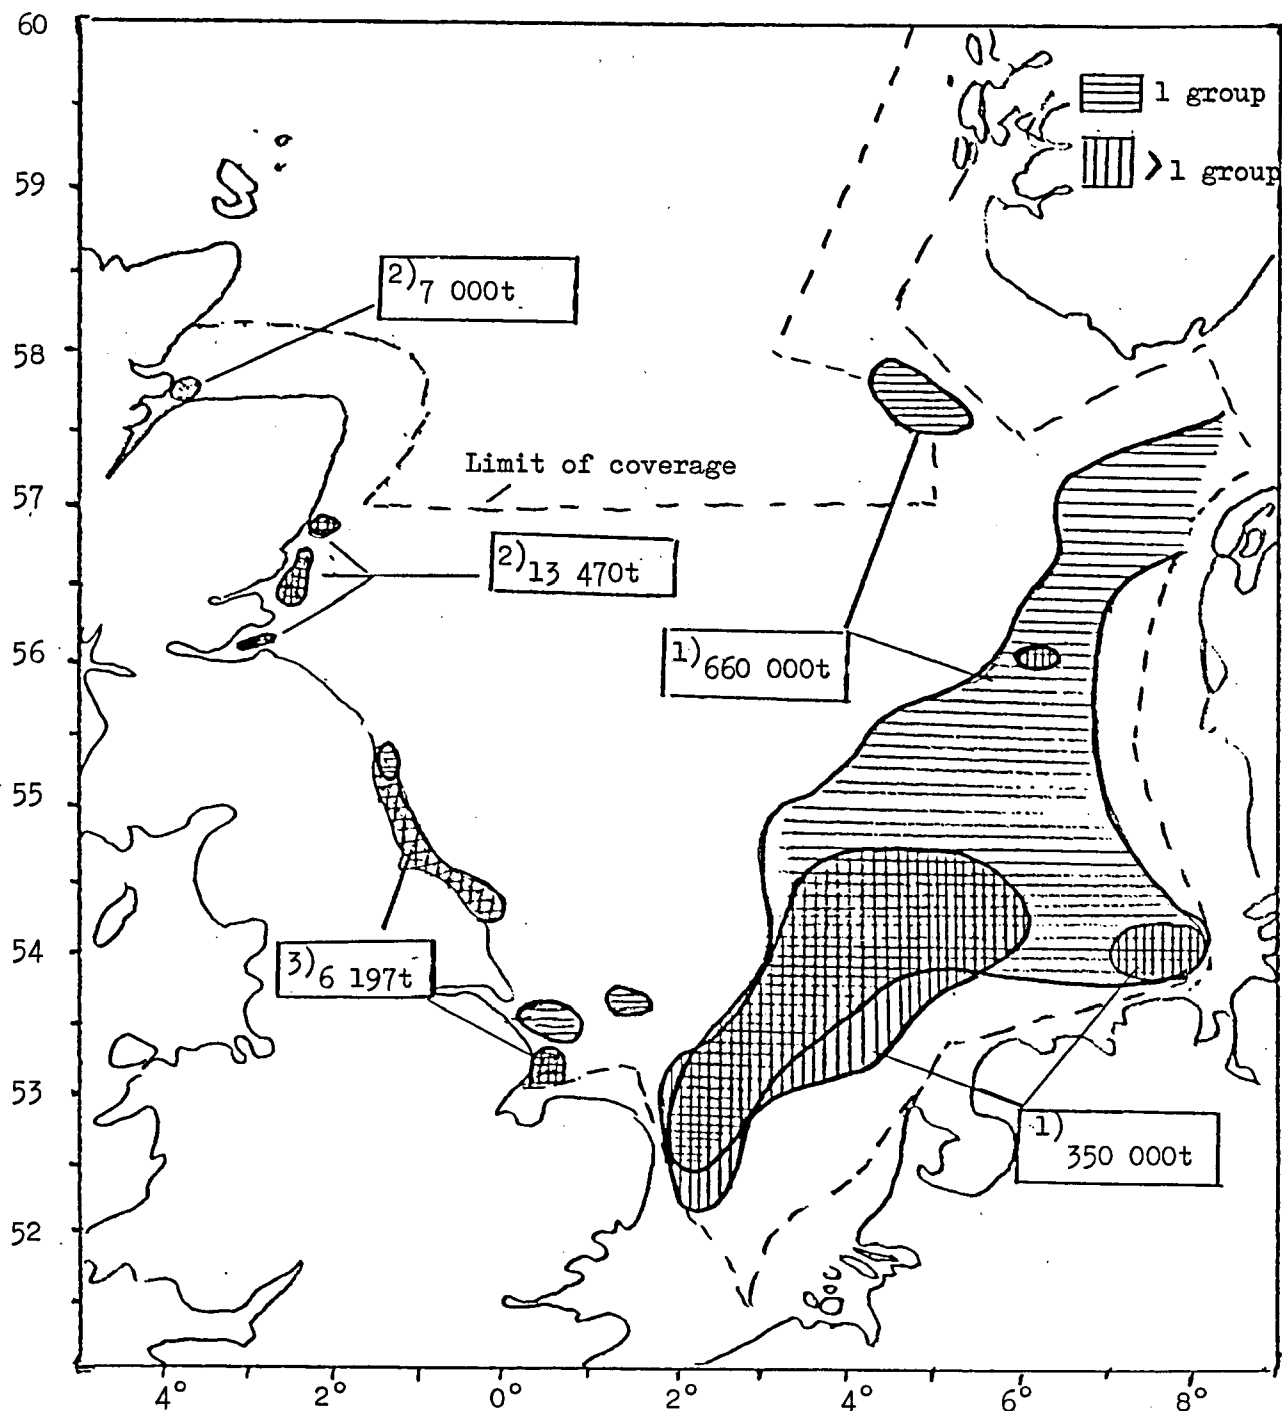 60
1 group
59
>1 group
2) 7 000t
58
Limit of coverage
57
2) 13 470t
56
1) 660 000t
55
54
3) 6 197t
53
1) 350 000t
52
4° 2° 0° 2° 4° 6° 8°